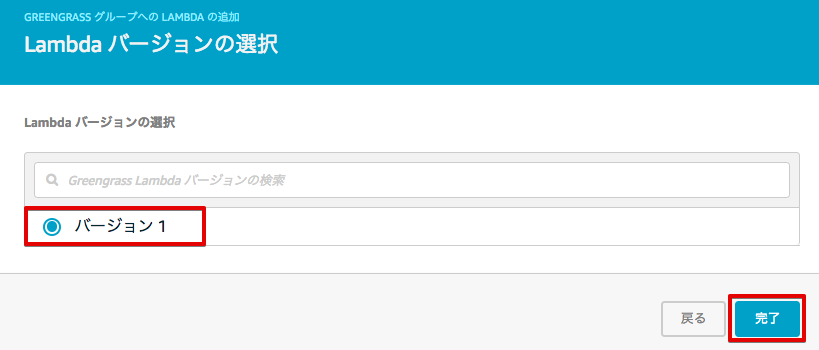 GREENGRASS グループへの LAMBDA の追加
Lambda バージョンの選択
Lambda バージョンの選択
Greengrass Lambda バージョンの検索
バージョン 1
戻る
完了